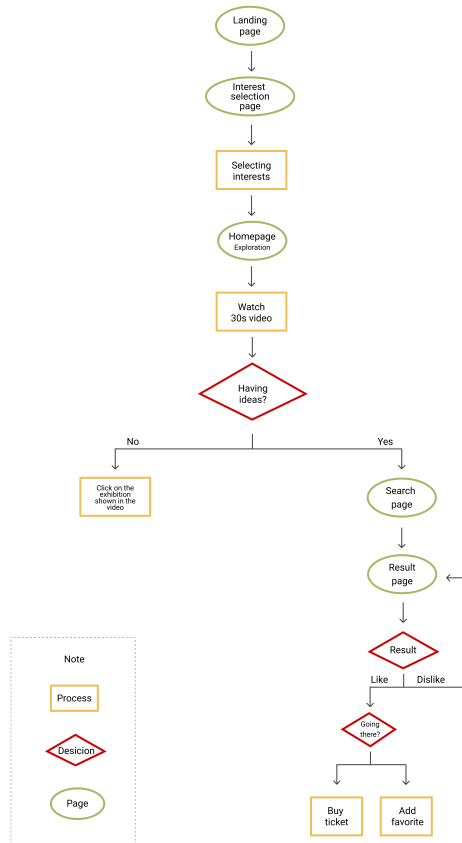 Landing
page
Interest
selection
page
Selecting
interests
Homepage
Exploration
Watch
30s video
Having
ideas?
No
Yes
Click on the
exhibition
shown in the
video
Search
page
Result
page
Result
Like
Dislike
Going
there?
Buy
ticket
Add
favorite
Note
Process
Desicion
Page